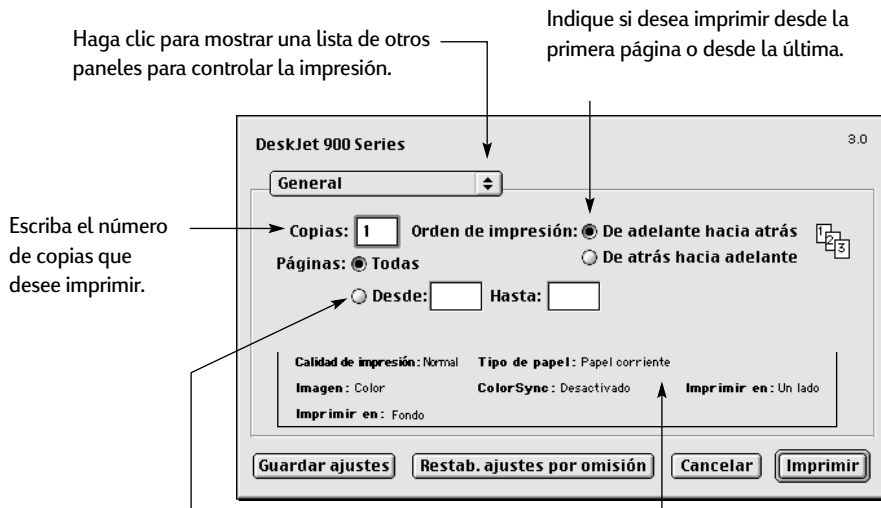 Haga clic para mostrar una lista de otros
paneles para controlar la impresión.
Indique si desea imprimir desde la
primera página o desde la última.
DeskJet 900 Series
3.0
General
Escriba el número
de copias que
desee imprimir.
Copias: 1 Orden de impresión: De adelante hacia atrás
De atrás hacia adelante
1 2 3
Páginas: Todas
Desde: Hasta:
Calidad de impresión: Normal Tipo de papel: Papel corriente
Imagen: Color ColorSync: Desactivado Imprimir en: Un lado
Imprimir en: Fondo
Guardar ajustes Restab. ajustes por omisión Cancelar Imprimir